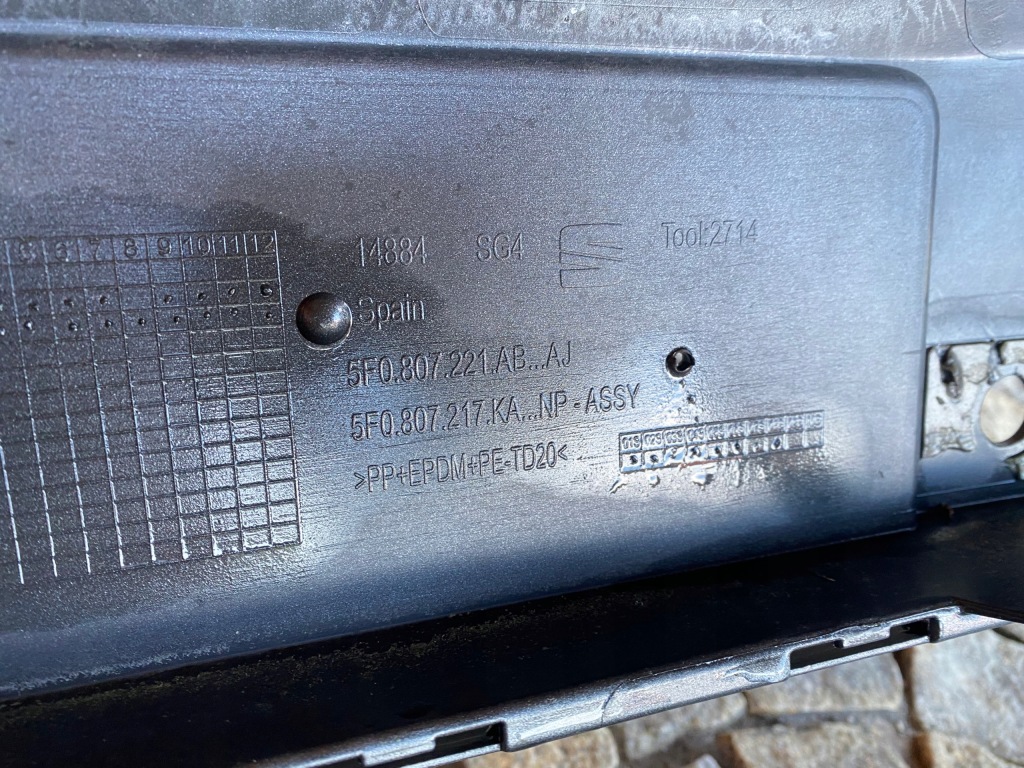 5 6 7 8 9 10 11 12
14884 SG4 Tool:2714
Spain
5F0.807.221.AB...AJ
5F0.807.217.KA...NP-ASSY
>PP+EPDM+PE-TD20<